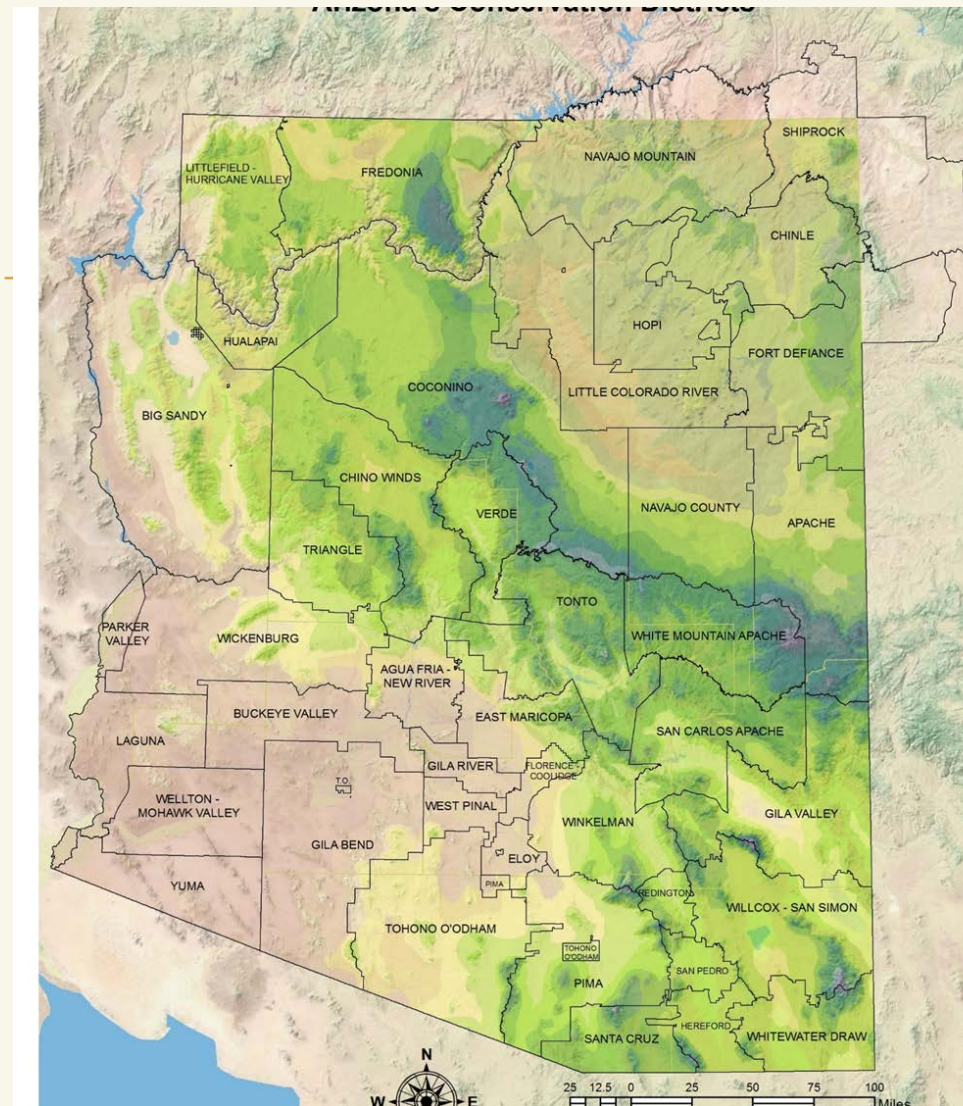 Arizona's Conservation Districts
SHIPROCK
NAVAJO MOUNTAIN
LITTLEFIELD -
HURRICANE VALLEY
FREDONIA
CHINLE
HOPI
HUALAPAI
FORT DEFIANCE
COCONINO
LITTLE COLORADO RIVER
BIG SANDY
CHINO WINDS
VERDE
NAVAJO COUNTY
APACHE
TRIANGLE
TONTO
PARKER
VALLEY
WICKENBURG
WHITE MOUNTAIN APACHE
AGUA FRIA -
NEW RIVER
BUCKEYE VALLEY
EAST MARICOPA
SAN CARLOS APACHE
LAGUNA
GILA RIVER
FLORENCE -
COOLIDGE
T.O.
WELLTON -
MOHAWK VALLEY
WEST PINAL
GILA VALLEY
WINKELMAN
GILA BEND
ELOY
YUMA
PIMA
REDINGTON
WILLCOX - SAN SIMON
TOHONO O'ODHAM
TOHONO
O'ODHAM
SAN PEDRO
PIMA
HEREFORD
SANTA CRUZ
WHITEWATER DRAW
N
W E
25 12.5 0 25 50 75 100
Miles